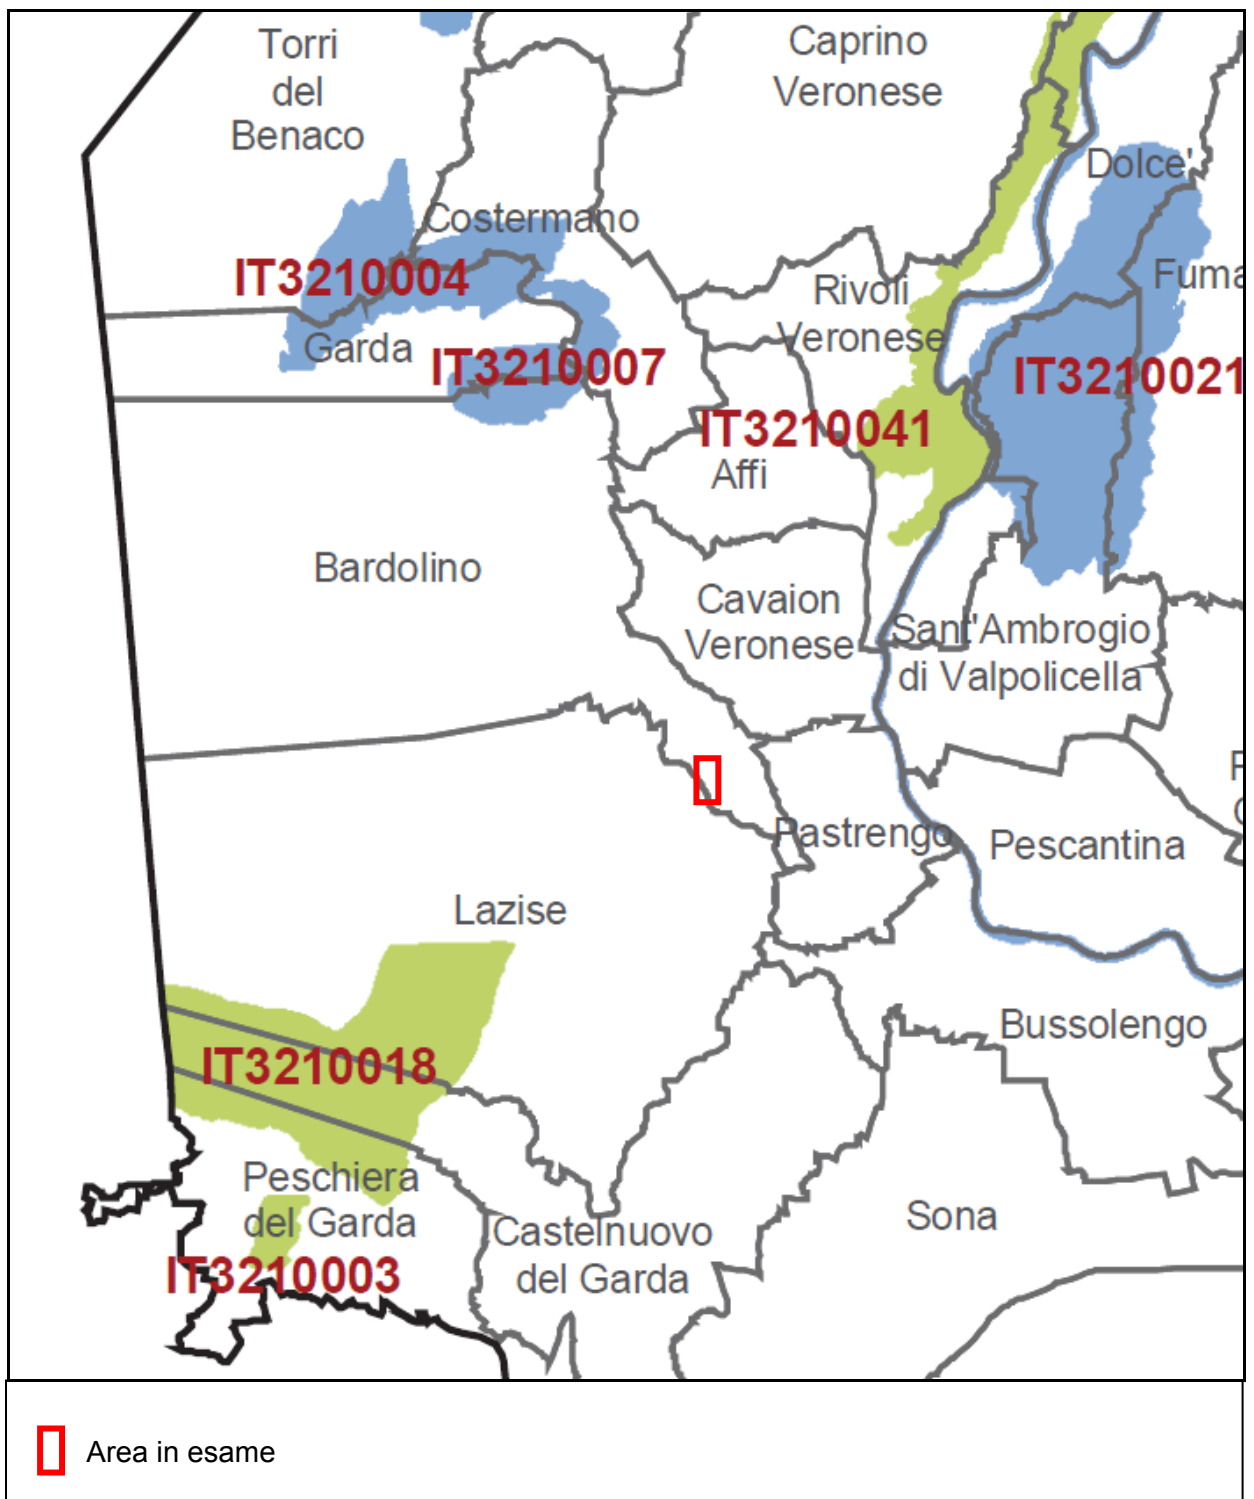 Torri
del
Benaco
Caprino
Veronese
Dolce'
Costermano
IT3210004
Rivoli
Veronese
Fuma
Garda
IT3210007
IT3210021
IT3210041
Affi
Bardolino
Cavaion
Veronese
Sant'Ambrogio
di Valpolicella
Pastrengo
Pescantina
Lazise
Bussolengo
IT3210018
Peschiera
del Garda
Sona
Castelnuovo
del Garda
IT3210003
Area in esame